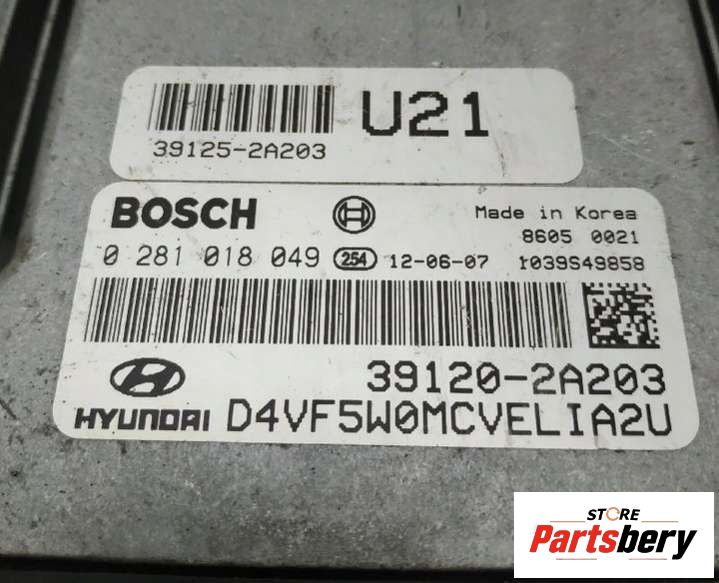 U21
39125-2A203
BOSCH Made in Korea
8605 0021
0 281 018 049 254 12-06-07 1039S49858
39120-2A203
HYUNDAI D4VF5W0MCVELIA2U
STORE
Partsbery